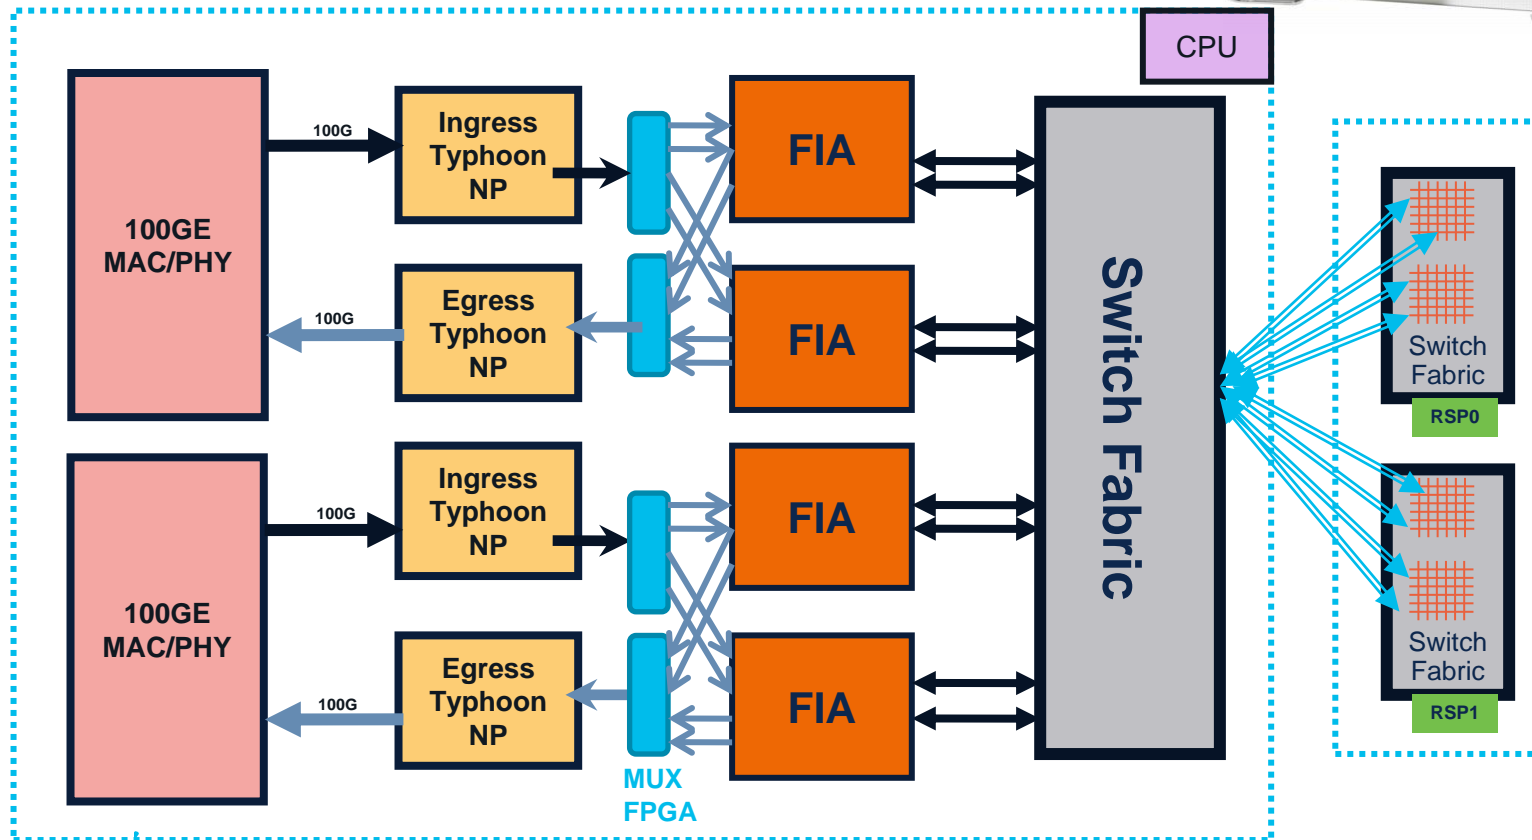 CPU
100GE
MAC/PHY
100G
Ingress
Typhoon
NP
FIA
100G
Egress
Typhoon
NP
FIA
100GE
MAC/PHY
100G
Ingress
Typhoon
NP
FIA
100G
Egress
Typhoon
NP
FIA
MUX
FPGA
Switch Fabric
Switch
Fabric
RSP0
Switch
Fabric
RSP1